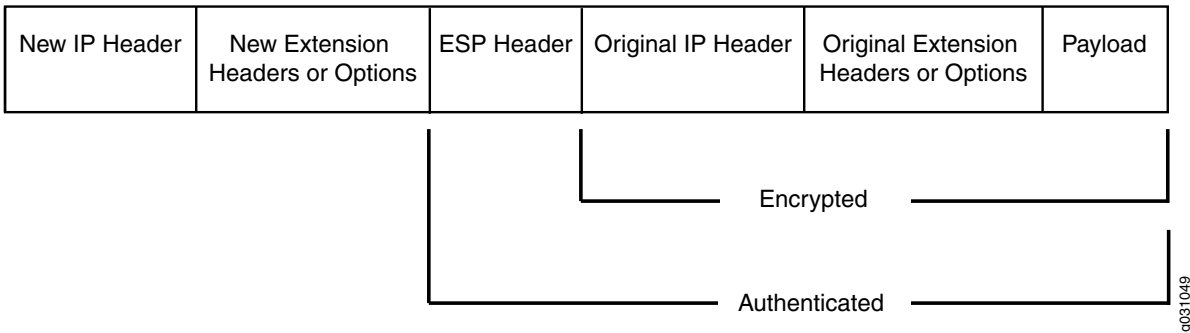 New IP Header
New Extension
Headers or Options
ESP Header
Original IP Header
Original Extension
Headers or Options
Payload
Encrypted
Authenticated
g031049